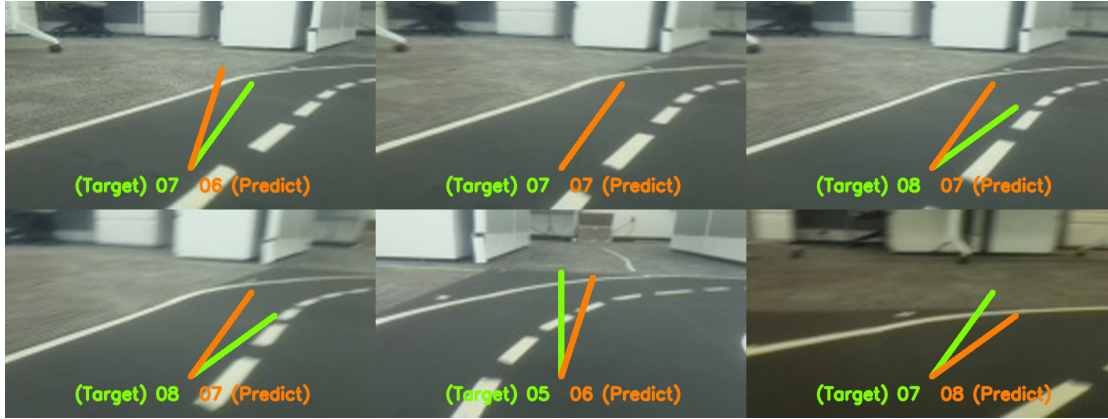 (Target) 07 06 (Predict)
(Target) 07 07 (Predict)
(Target) 08 07 (Predict)
(Target) 08 07 (Predict)
(Target) 05 06 (Predict)
(Target) 07 08 (Predict)